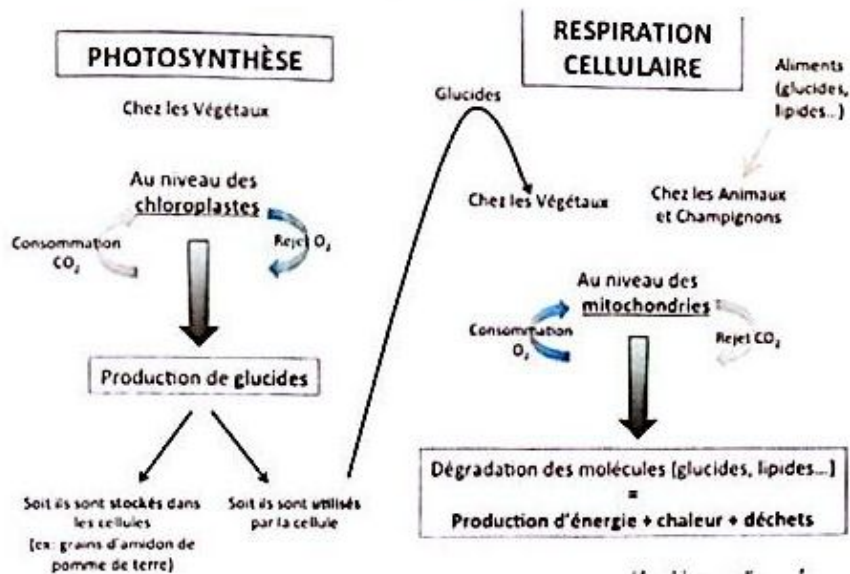 PHOTOSYNTHÈSE
Chez les Végétaux
Au niveau des
chloroplastes
Consommation
CO₂
Rejet O₂
Production de glucides
Soit ils sont stockés dans
les cellules
(ex: grains d'amidon de
pomme de terre)
Soit ils sont utilisés
par la cellule
Glucides
RESPIRATION
CELLULAIRE
Aliments
(glucides,
lipides...)
Chez les Végétaux
Chez les Animaux
et Champignons
Au niveau des
mitochondries
Consommation
O₂
Rejet CO₂
Dégradation des molécules (glucides, lipides...)
=
Production d'énergie + chaleur + déchets